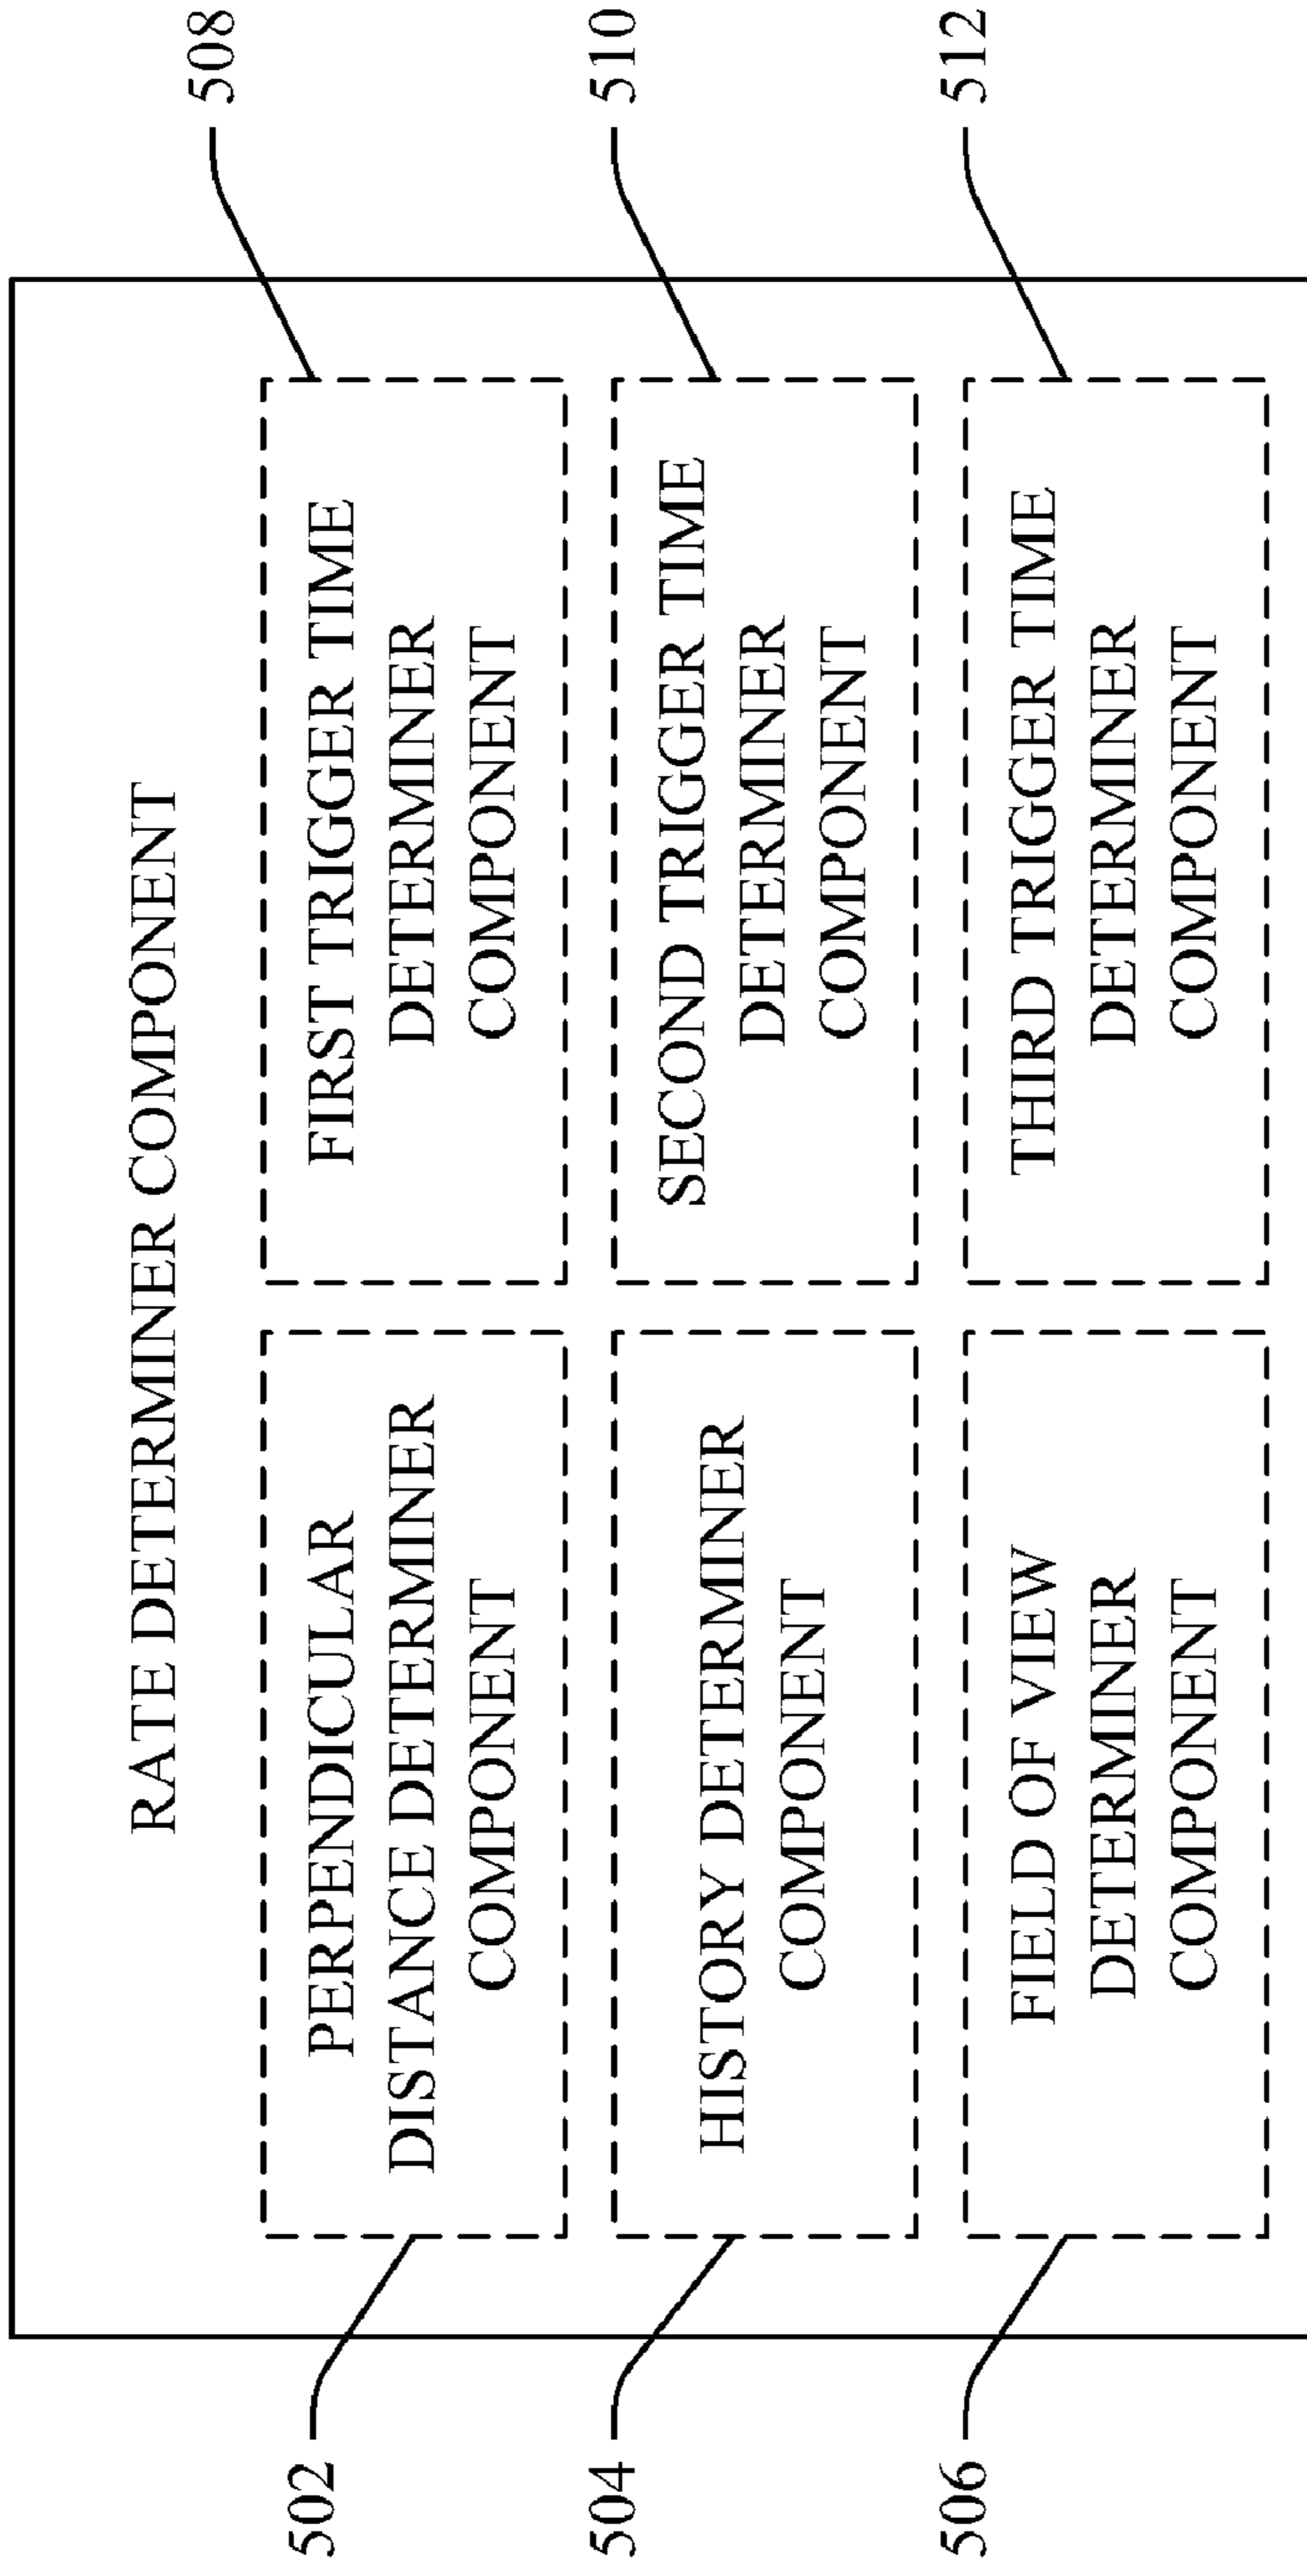 RATE DETERMINER COMPONENT
502
PERPENDICULAR
DISTANCE DETERMINER
COMPONENT
508
FIRST TRIGGER TIME
DETERMINER
COMPONENT
504
HISTORY DETERMINER
COMPONENT
510
SECOND TRIGGER TIME
DETERMINER
COMPONENT
506
FIELD OF VIEW
DETERMINER
COMPONENT
512
THIRD TRIGGER TIME
DETERMINER
COMPONENT